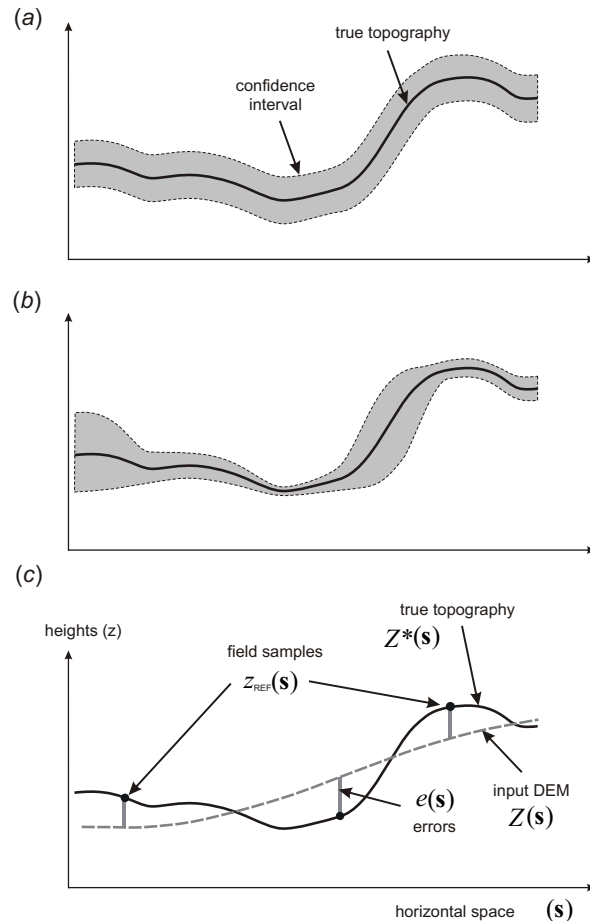 (a)
true topography
confidence
interval
(b)
(c)
true topography
Z*(s)
heights (z)
field samples
zREF(s)
e(s)
errors
input DEM
Z(s)
horizontal space (s)